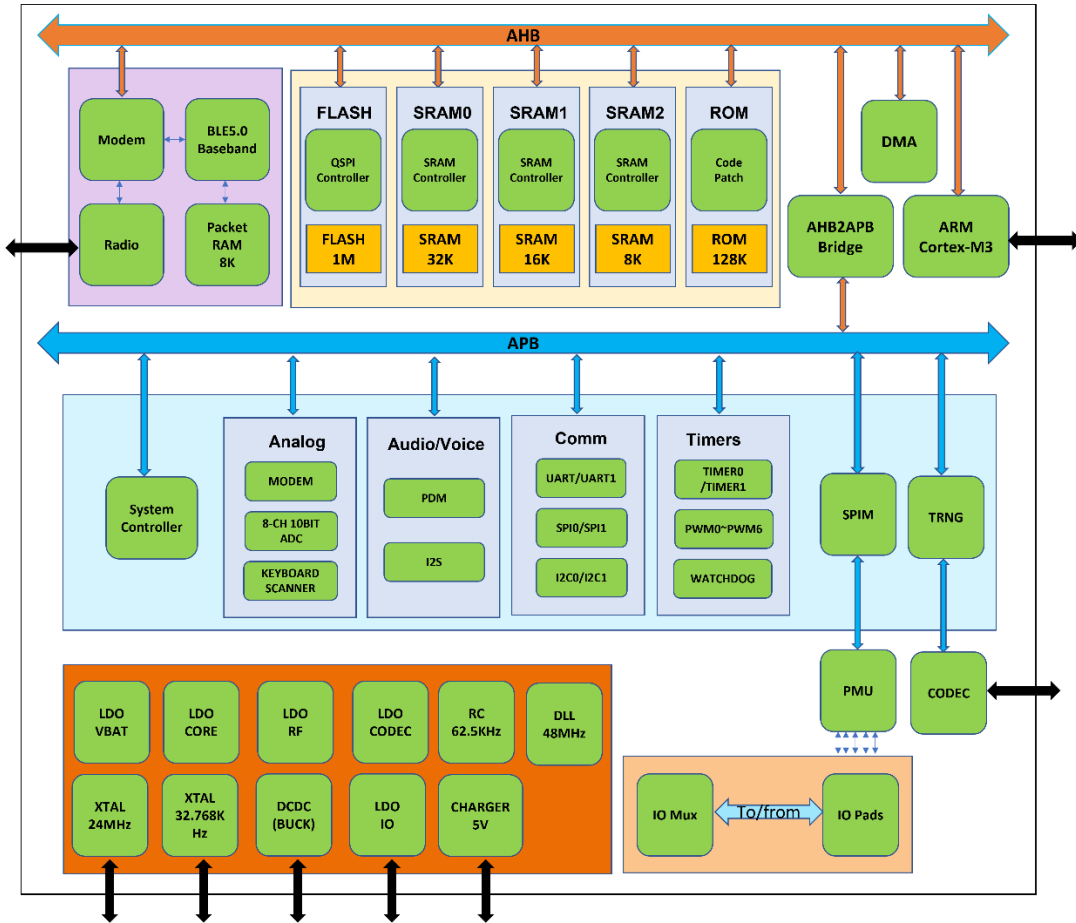 AHB
Modem
BLE5.0
Baseband
Radio
Packet
RAM
8K
FLASH
QSPI
Controller
FLASH
1M
SRAM0
SRAM
Controller
SRAM
32K
SRAM1
SRAM
Controller
SRAM
16K
SRAM2
SRAM
Controller
SRAM
8K
ROM
Code
Patch
ROM
128K
DMA
AHB2APB
Bridge
ARM
Cortex-M3
APB
System
Controller
Analog
MODEM
8-CH 10BIT
ADC
KEYBOARD
SCANNER
Audio/Voice
PDM
I2S
Comm
UART/UART1
SPI0/SPI1
I2C0/I2C1
Timers
TIMER0
/TIMER1
PWM0~PWM6
WATCHDOG
SPIM
TRNG
PMU
CODEC
LDO
VBAT
LDO
CORE
LDO
RF
LDO
CODEC
RC
62.5KHz
DLL
48MHz
XTAL
24MHz
XTAL
32.768K
Hz
DCDC
(BUCK)
LDO
IO
CHARGER
5V
IO Mux
To/from
IO Pads